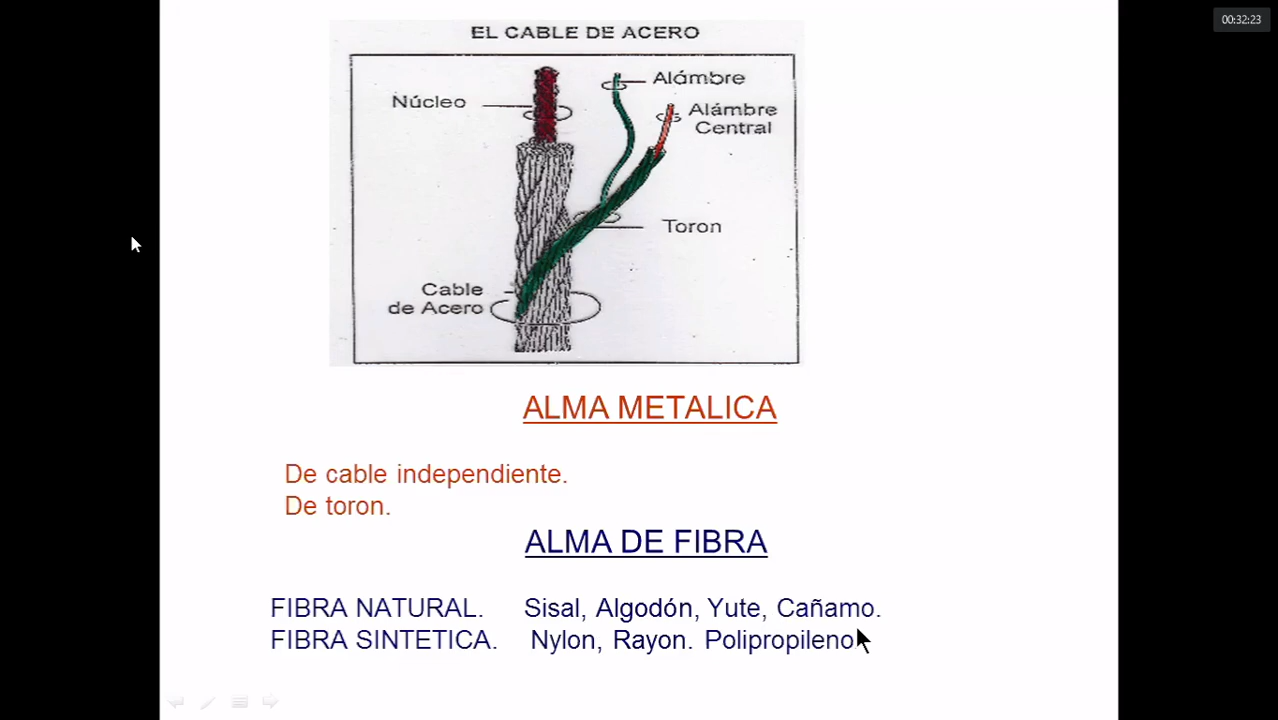 00:32:23
EL CABLE DE ACERO
Alámbre
Núcleo
Alámbre
Central
Toron
Cable
de Acero
ALMA METALICA
De cable independiente.
De toron.
ALMA DE FIBRA
FIBRA NATURAL. Sisal, Algodón, Yute, Cañamo.
FIBRA SINTETICA. Nylon, Rayon. Polipropileno